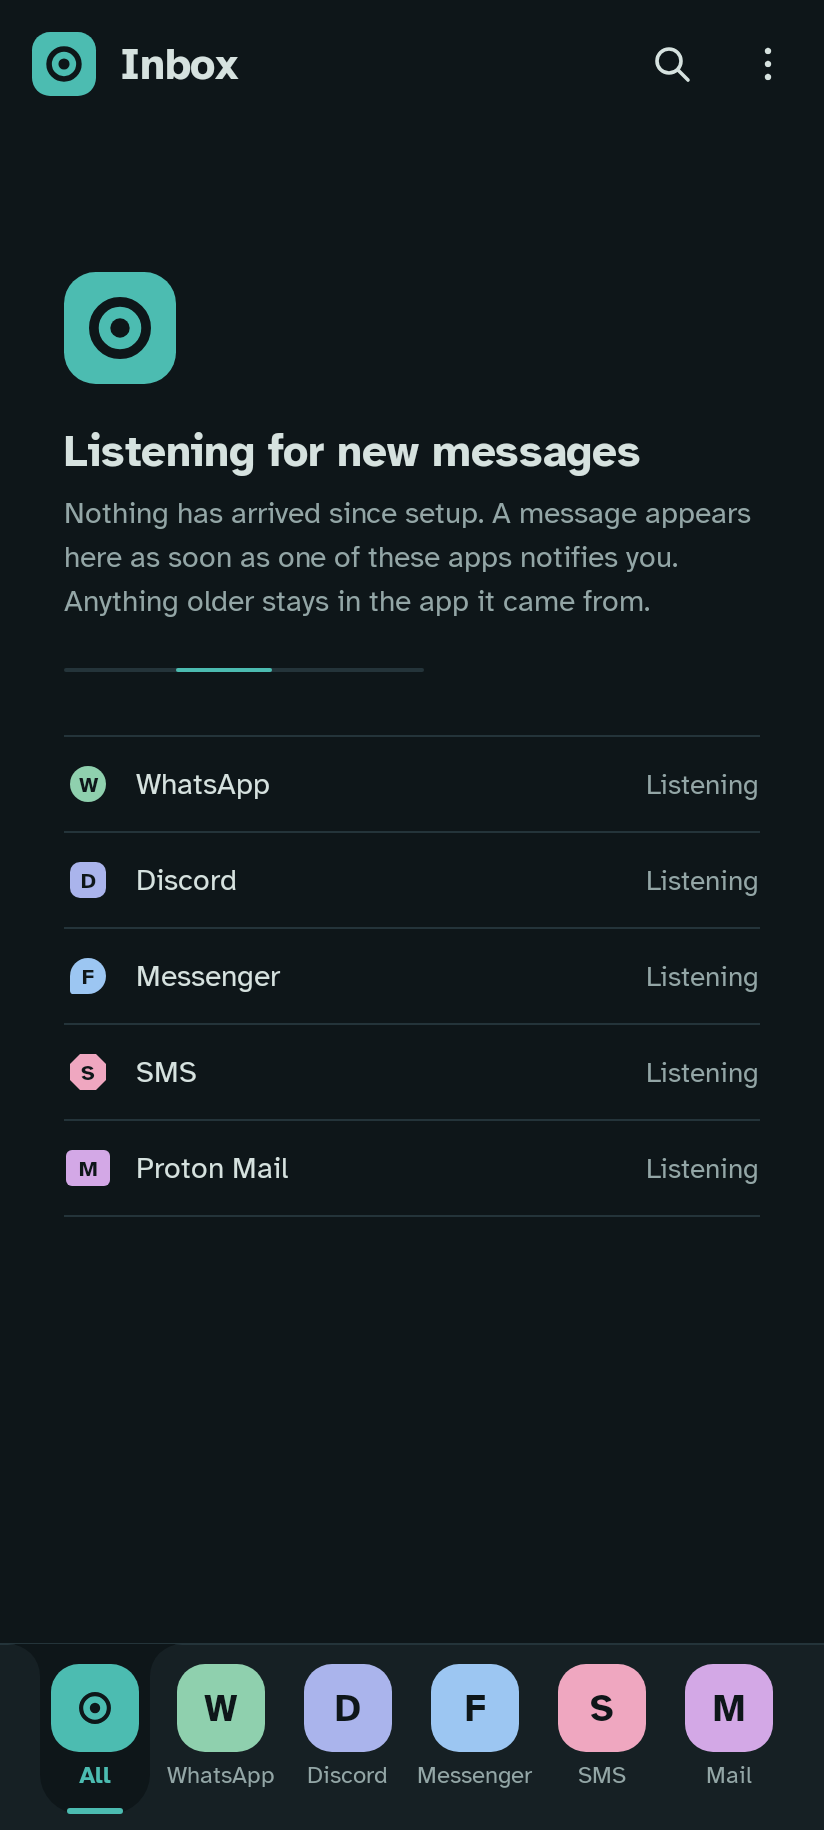 Inbox
Listening for new messages
Nothing has arrived since setup. A message appears
here as soon as one of these apps notifies you.
Anything older stays in the app it came from.
W WhatsApp Listening
D Discord Listening
F Messenger Listening
S SMS Listening
M Proton Mail Listening
W D F S M
All WhatsApp Discord Messenger SMS Mail